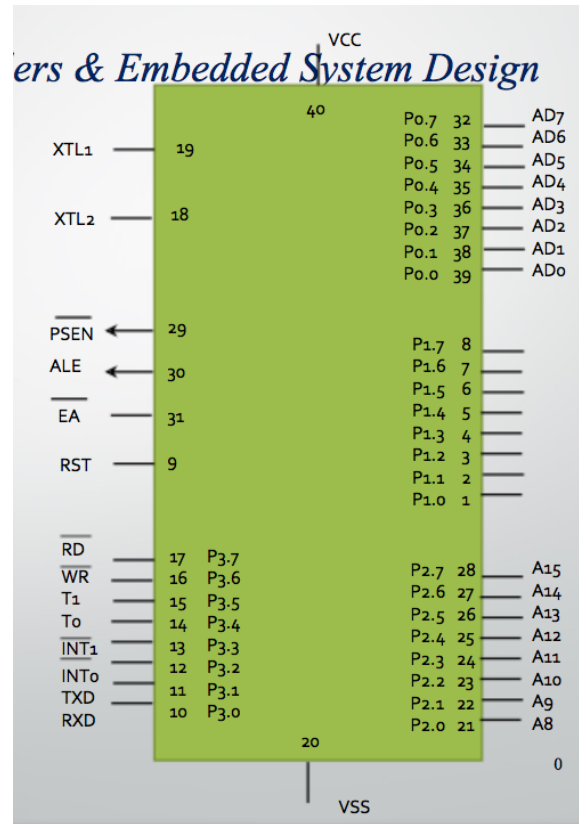 VCC
ers & Embedded System Design
40
P0.7 32 AD7
P0.6 33 AD6
XTL1 19
P0.5 34 AD5
P0.4 35 AD4
P0.3 36 AD3
XTL2 18
P0.2 37 AD2
P0.1 38 AD1
P0.0 39 AD0
PSEN 29
P1.7 8
ALE 30
P1.6 7
P1.5 6
EA 31
P1.4 5
P1.3 4
RST 9
P1.2 3
P1.1 2
P1.0 1
RD 17 P3.7
WR 16 P3.6
P2.7 28 A15
T1 15 P3.5
P2.6 27 A14
T0 14 P3.4
P2.5 26 A13
INT1 13 P3.3
P2.4 25 A12
INT0 12 P3.2
P2.3 24 A11
TXD 11 P3.1
P2.2 23 A10
RXD 10 P3.0
P2.1 22 A9
P2.0 21 A8
20
0
VSS